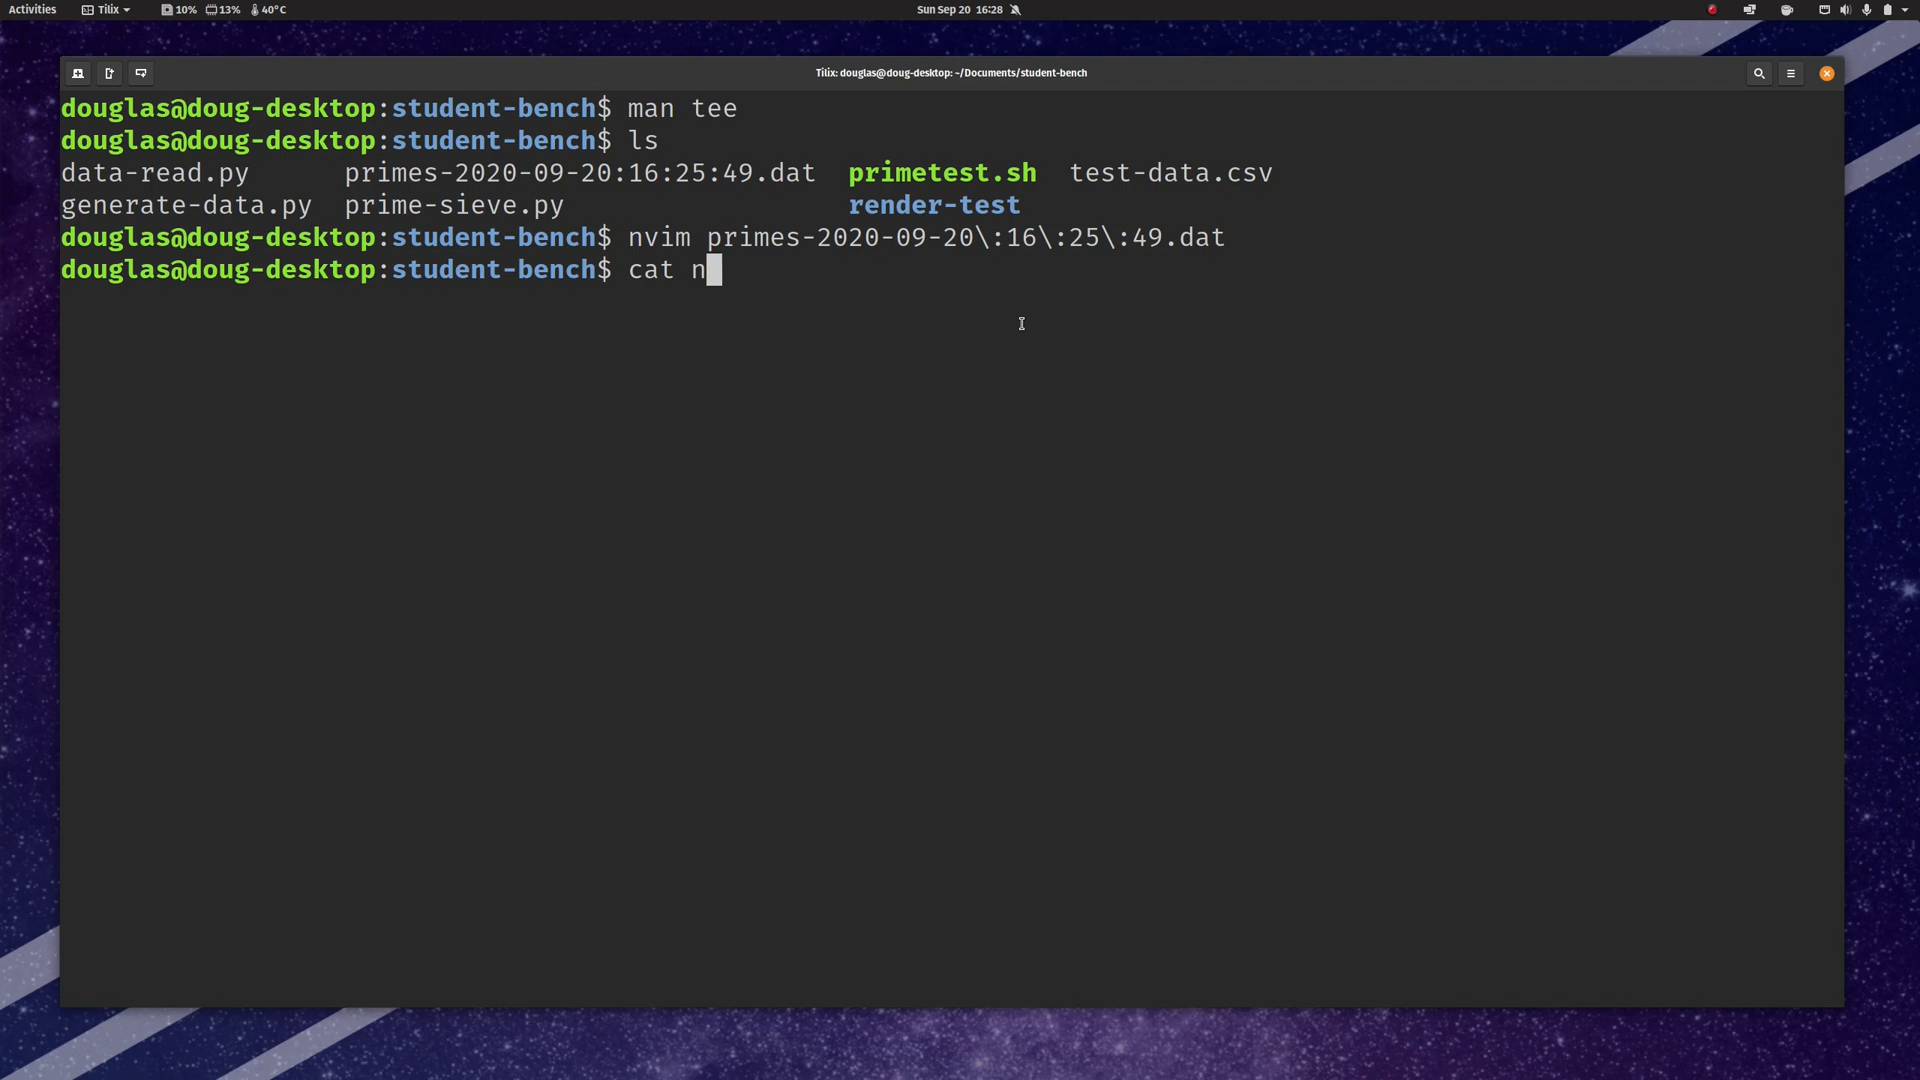 Activities Tilix 10% 13% 40°C Sun Sep 20 16:28
Tilix: douglas@doug-desktop: ~/Documents/student-bench
douglas@doug-desktop:student-bench$ man tee
douglas@doug-desktop:student-bench$ ls
data-read.py primes-2020-09-20:16:25:49.dat primetest.sh test-data.csv
generate-data.py prime-sieve.py render-test
douglas@doug-desktop:student-bench$ nvim primes-2020-09-20\:16\:25\:49.dat
douglas@doug-desktop:student-bench$ cat n